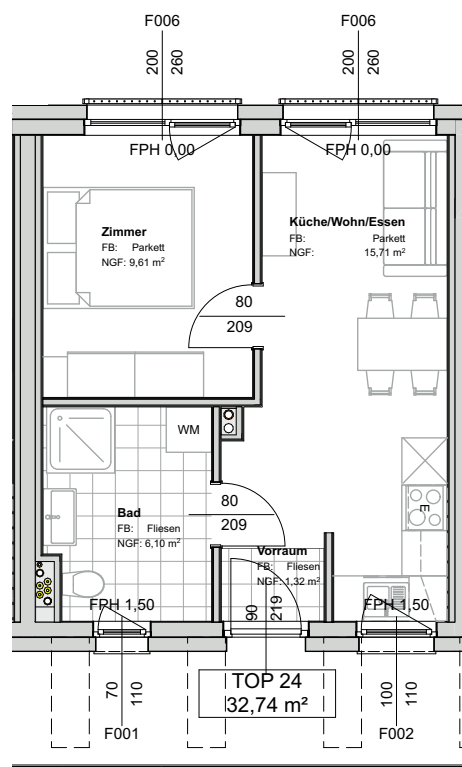 F006
F006
200
260
200
260
FPH 0,00
FPH 0,00
Zimmer
FB: Parkett
NGF: 9,61 m²
Küche/Wohn/Essen
FB: Parkett
NGF: 15,71 m²
80
209
WM
E
80
209
Bad
FB: Fliesen
NGF: 6,10 m²
Vorraum
FB: Fliesen
NGF: 1,32 m²
FPH 1,50
90
219
FPH 1,50
TOP 24
32,74 m²
70
110
100
110
F001
F002